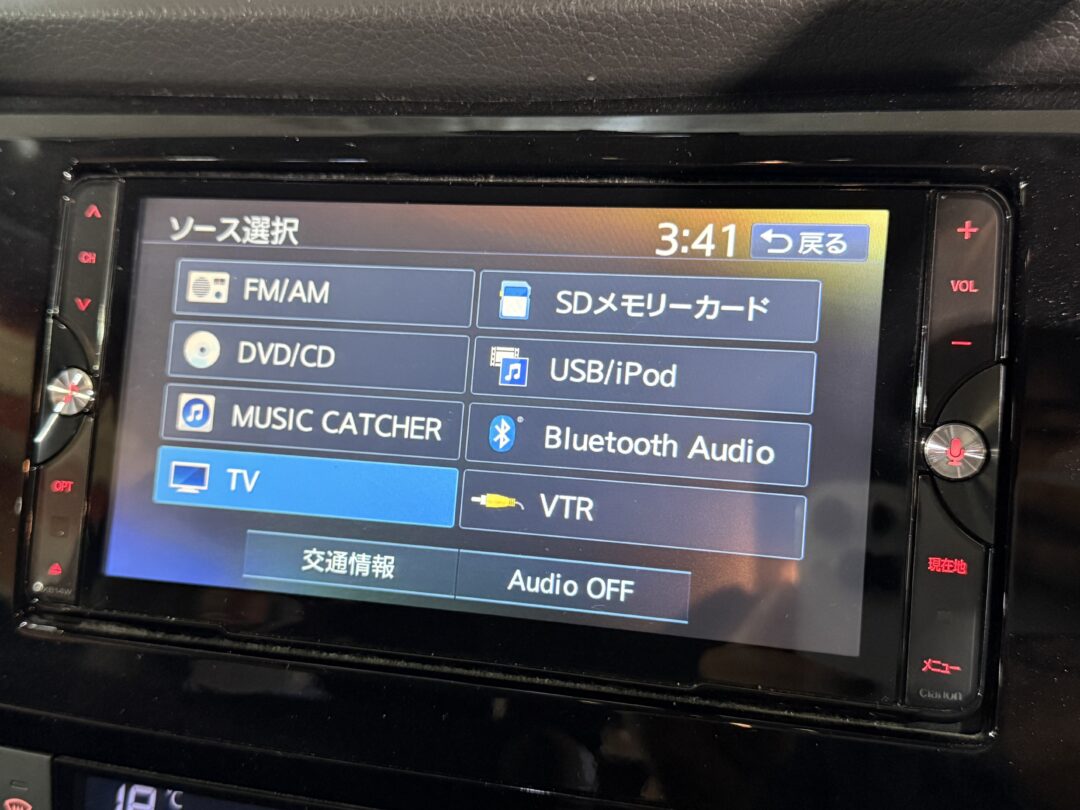 ソース選択
3:41
戻る
FM/AM
SDメモリーカード
DVD/CD
USB/iPod
MUSIC CATCHER
Bluetooth Audio
TV
VTR
交通情報
Audio OFF
CH
OPT
VOL
現在地
メニュー
Clarion
18℃